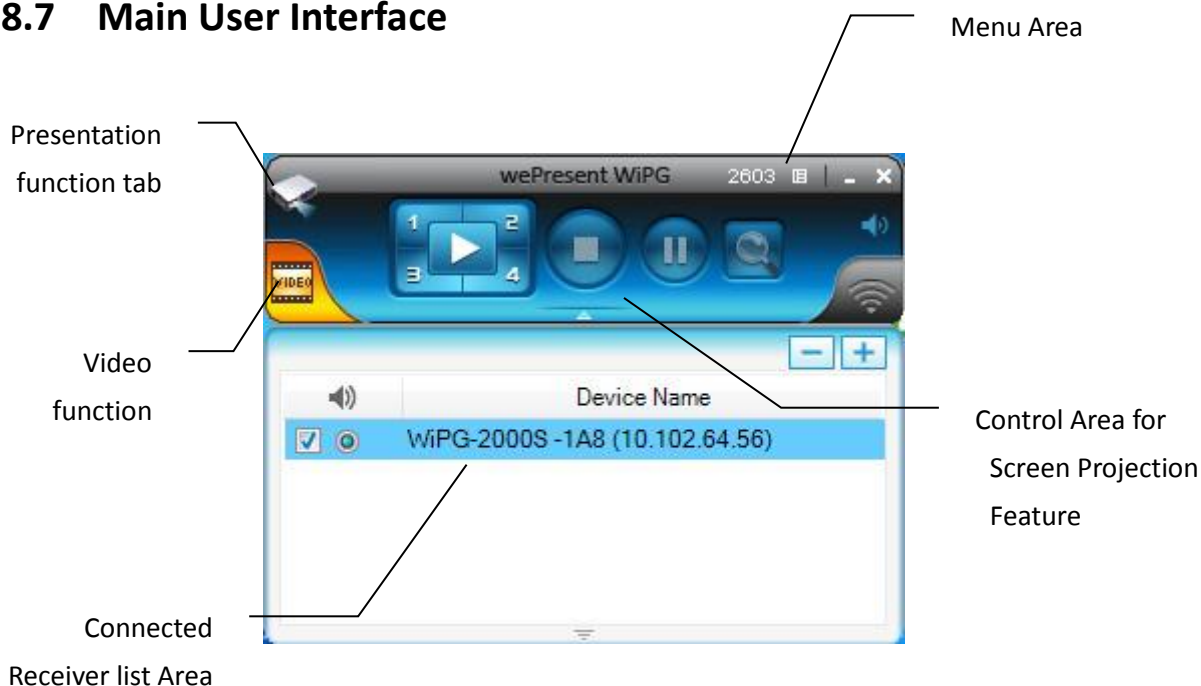 8.7 Main User Interface
Menu Area
Presentation
function tab
wePresent WiPG 2603
1 2
3 4
VIDEO
Video
function
Device Name
WiPG-2000S -1A8 (10.102.64.56)
Control Area for
Screen Projection
Feature
Connected
Receiver list Area